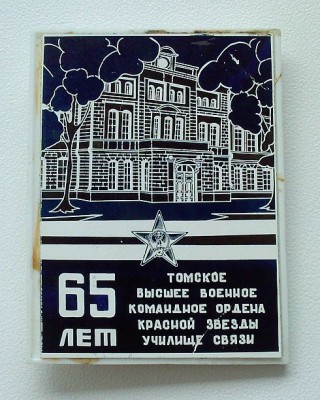 65
ЛЕТ
ТОМСКОЕ
ВЫСШЕЕ ВОЕННОЕ
КОМАНДНОЕ ОРДЕНА
КРАСНОЙ ЗВЕЗДЫ
УЧИЛИЩЕ СВЯЗИ